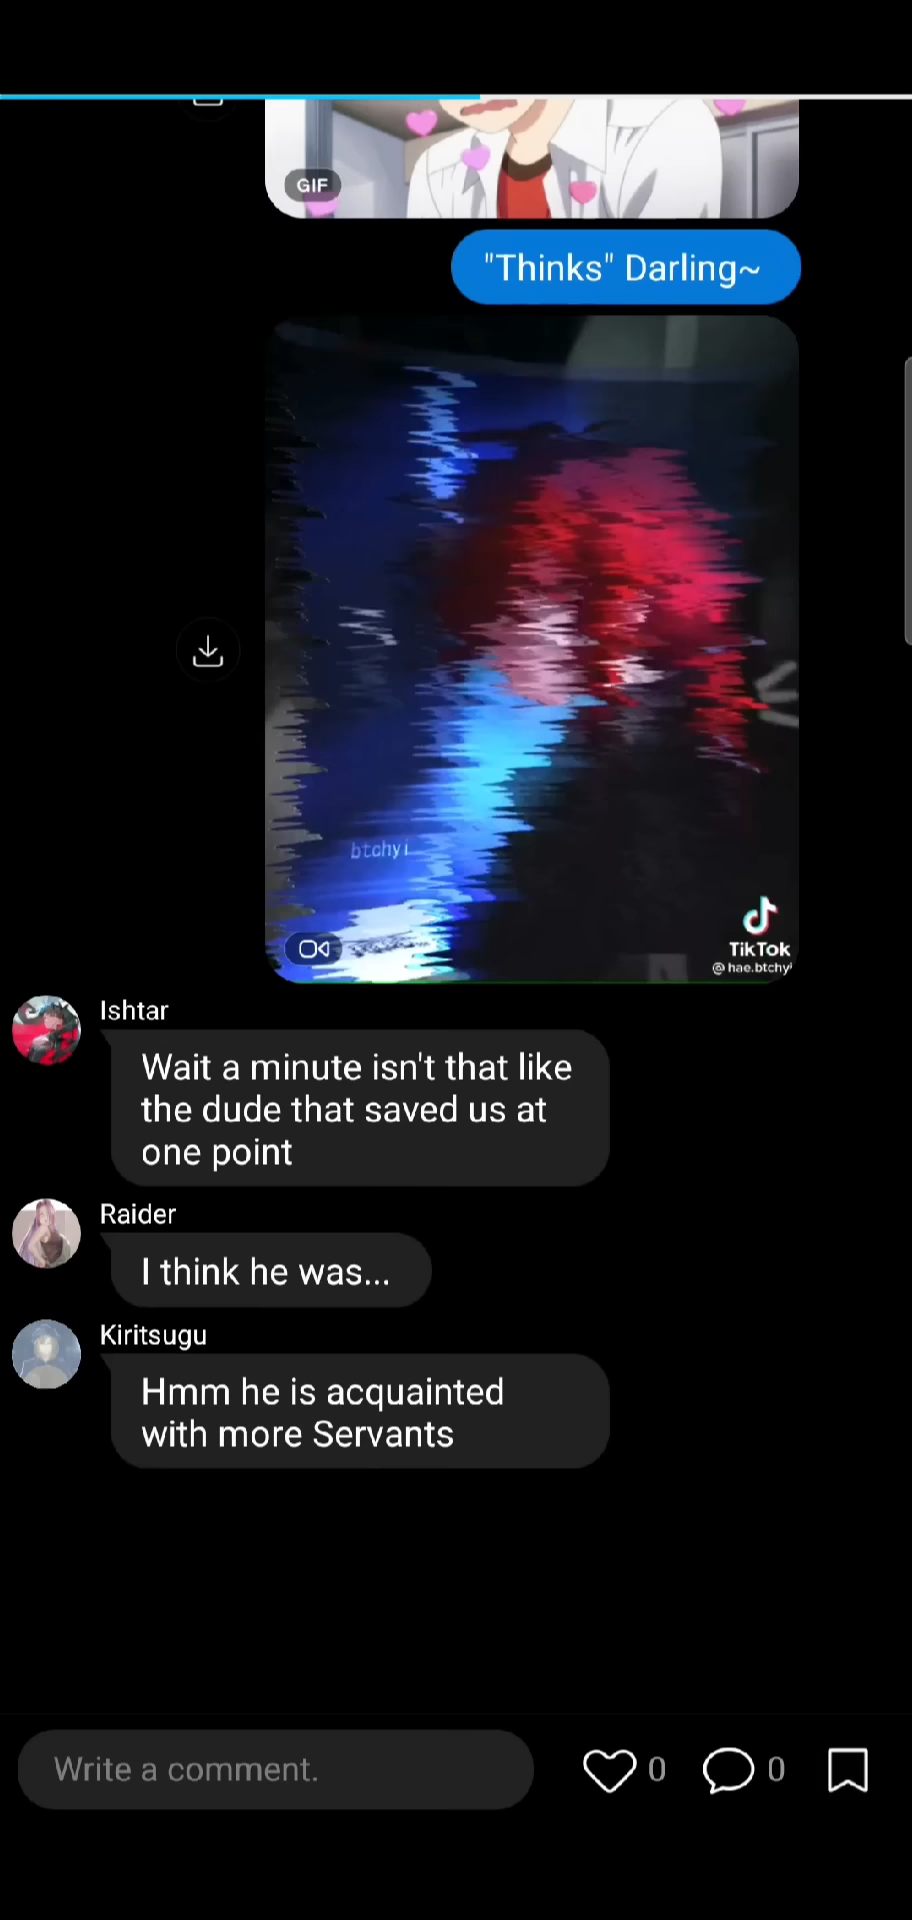 GIF
"Thinks" Darling~
btchyi
TikTok
@hae.btchyi
Ishtar
Wait a minute isn't that like
the dude that saved us at
one point
Raider
I think he was...
Kiritsugu
Hmm he is acquainted
with more Servants
Write a comment.
0
0